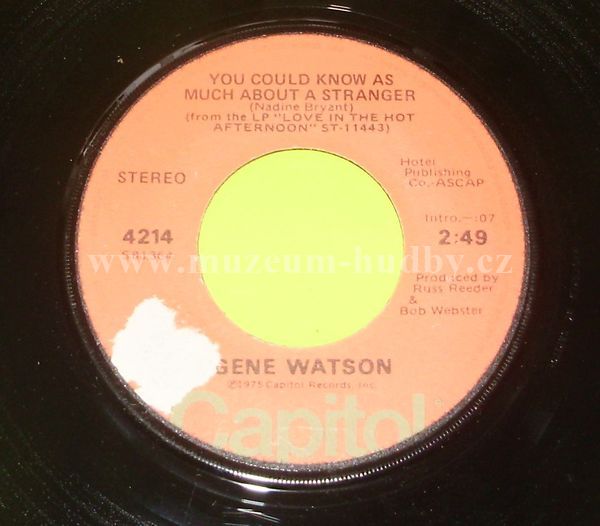 YOU COULD KNOW AS
MUCH ABOUT A STRANGER
(Nadine Bryant)
(from the LP "LOVE IN THE HOT
AFTERNOON" ST-11443)
STEREO
Hotel
Publishing
Co.-ASCAP
Intro.-:07
4214
2:49
www.muzeum-hudby.cz
Produced by
Russ Reeder
&
Bob Webster
GENE WATSON
℗1975 Capitol Records, Inc.
Capitol®